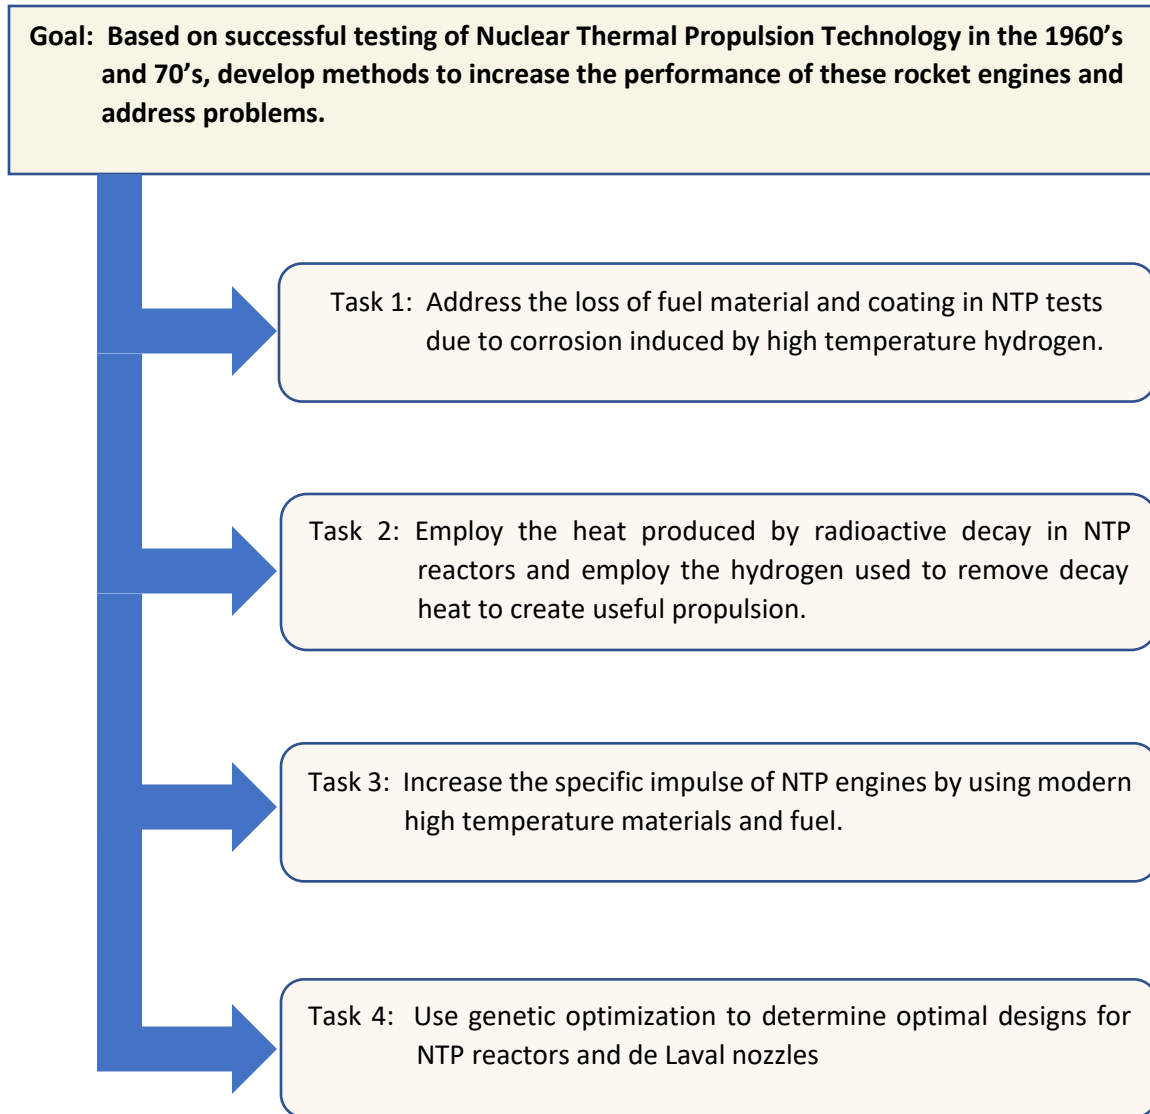 Goal: Based on successful testing of Nuclear Thermal Propulsion Technology in the 1960’s
and 70’s, develop methods to increase the performance of these rocket engines and
address problems.
Task 1: Address the loss of fuel material and coating in NTP tests
due to corrosion induced by high temperature hydrogen.
Task 2: Employ the heat produced by radioactive decay in NTP
reactors and employ the hydrogen used to remove decay
heat to create useful propulsion.
Task 3: Increase the specific impulse of NTP engines by using modern
high temperature materials and fuel.
Task 4: Use genetic optimization to determine optimal designs for
NTP reactors and de Laval nozzles